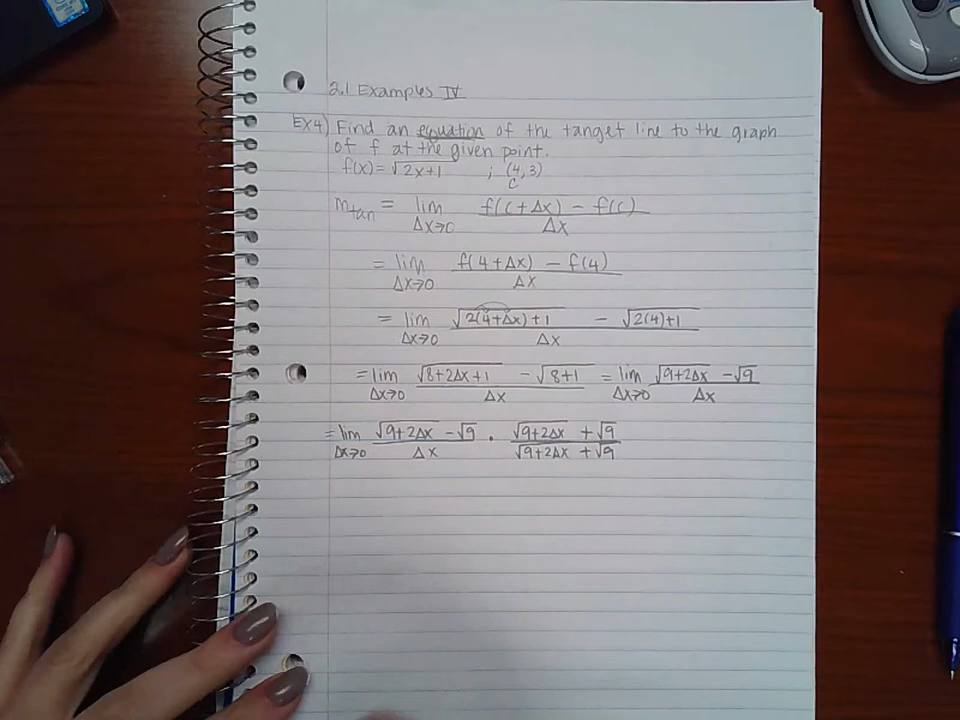 2.1 Examples IV
EX4) Find an equation of the tanget line to the graph
of f at the given point.
f(x) = √(2x+1) ; (4,3)
c
m_tan = lim Δx→0 (f(c+Δx) − f(c))/Δx
= lim Δx→0 (f(4+Δx) − f(4))/Δx
= lim Δx→0 (√(2(4+Δx)+1) − √(2(4)+1))/Δx
= lim Δx→0 (√(8+2Δx+1) − √(8+1))/Δx = lim Δx→0 (√(9+2Δx) − √9)/Δx
= lim Δx→0 (√(9+2Δx) − √9)/Δx · (√(9+2Δx) + √9)/(√(9+2Δx) + √9)